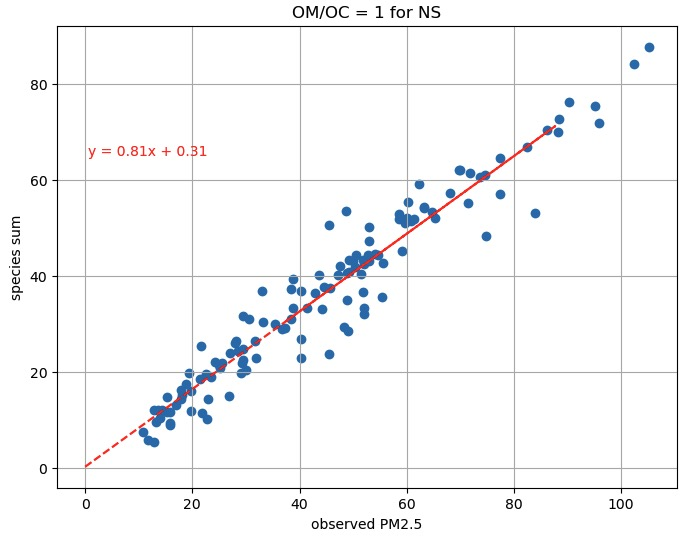 OM/OC = 1 for NS
80
60
40
20
0
y = 0.81x + 0.31
species sum
0 20 40 60 80 100
observed PM2.5